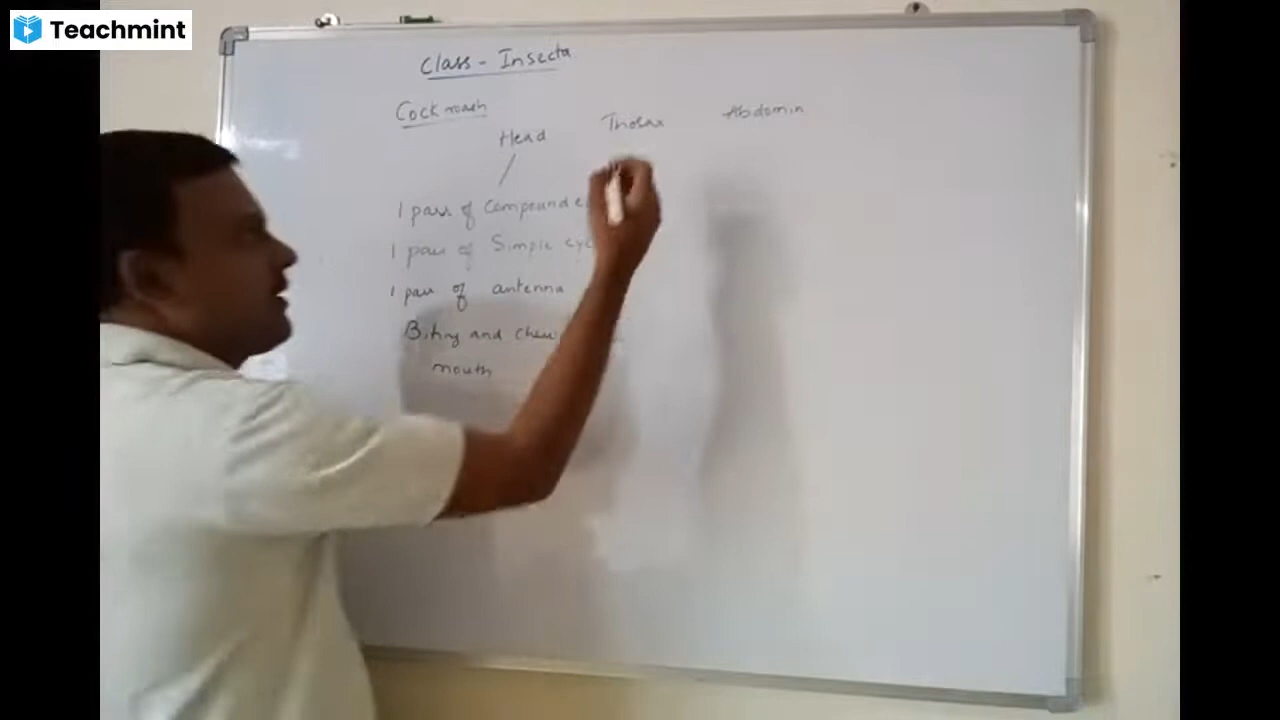 Teachmint
Class - Insecta
Cockroach
Head Thorax Abdomin
1 pair of Compound
1 pair of Simple eye
1 pair of antenna
Biting and chew
mouth